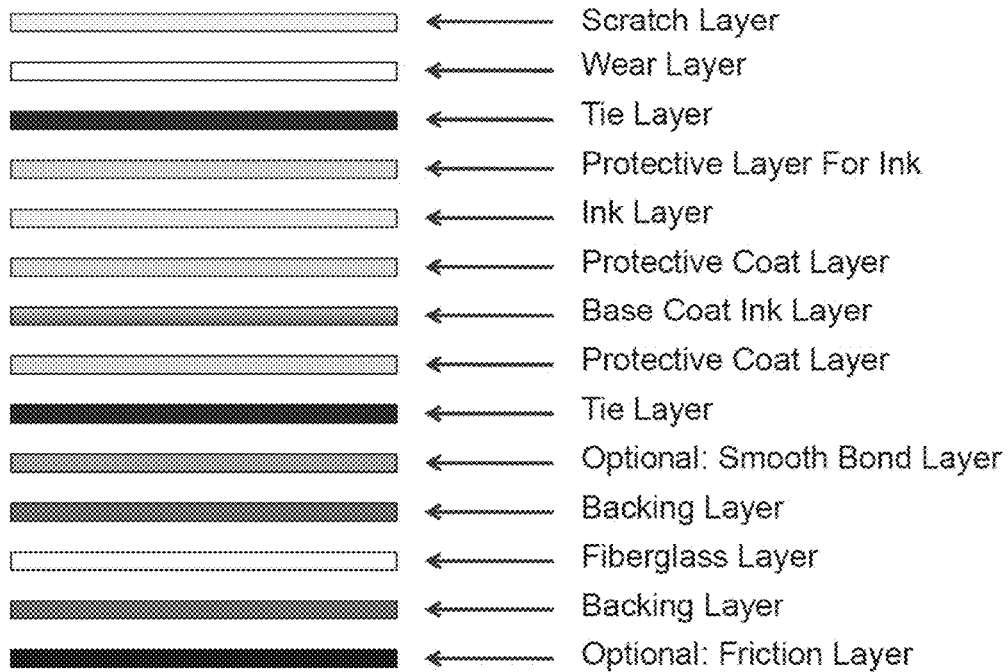 Scratch Layer
Wear Layer
Tie Layer
Protective Layer For Ink
Ink Layer
Protective Coat Layer
Base Coat Ink Layer
Protective Coat Layer
Tie Layer
Optional: Smooth Bond Layer
Backing Layer
Fiberglass Layer
Backing Layer
Optional: Friction Layer